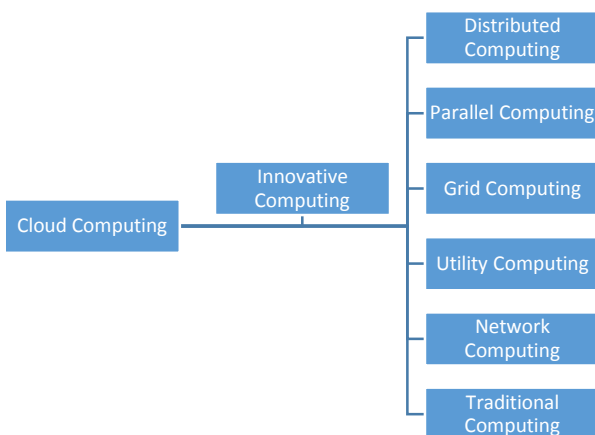 Distributed
Computing
Parallel Computing
Innovative
Computing
Grid Computing
Cloud Computing
Utility Computing
Network
Computing
Traditional
Computing